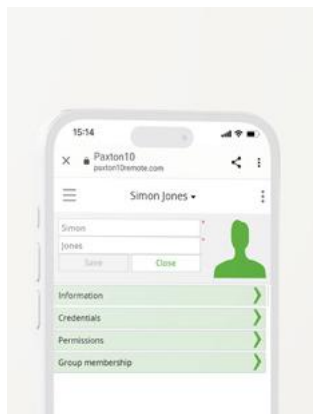 15:14
Paxton10
paxton10remote.com
Simon Jones
Simon
Jones
Save Close
Information
Credentials
Permissions
Group membership